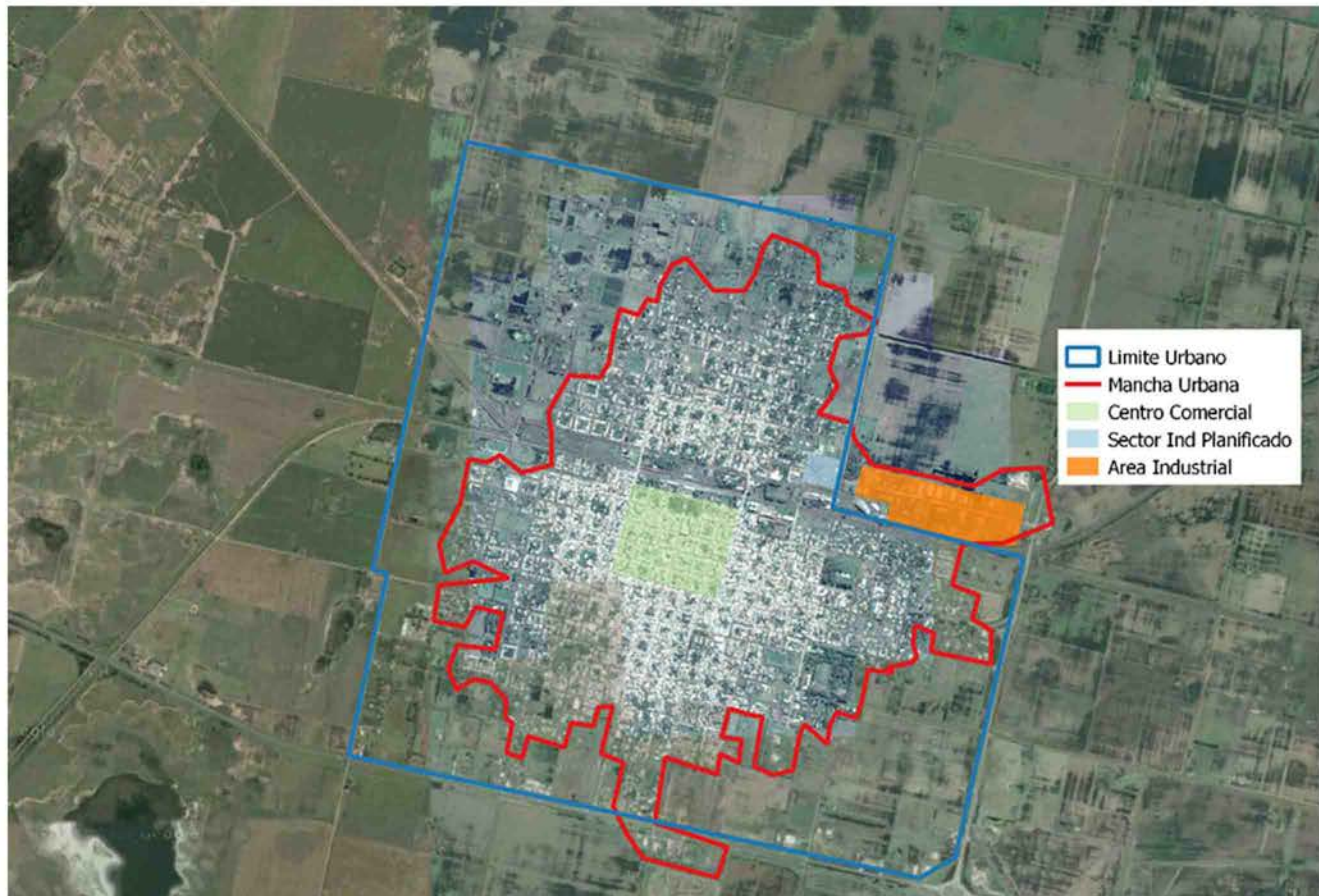 Limite Urbano
Mancha Urbana
Centro Comercial
Sector Ind Planificado
Area Industrial